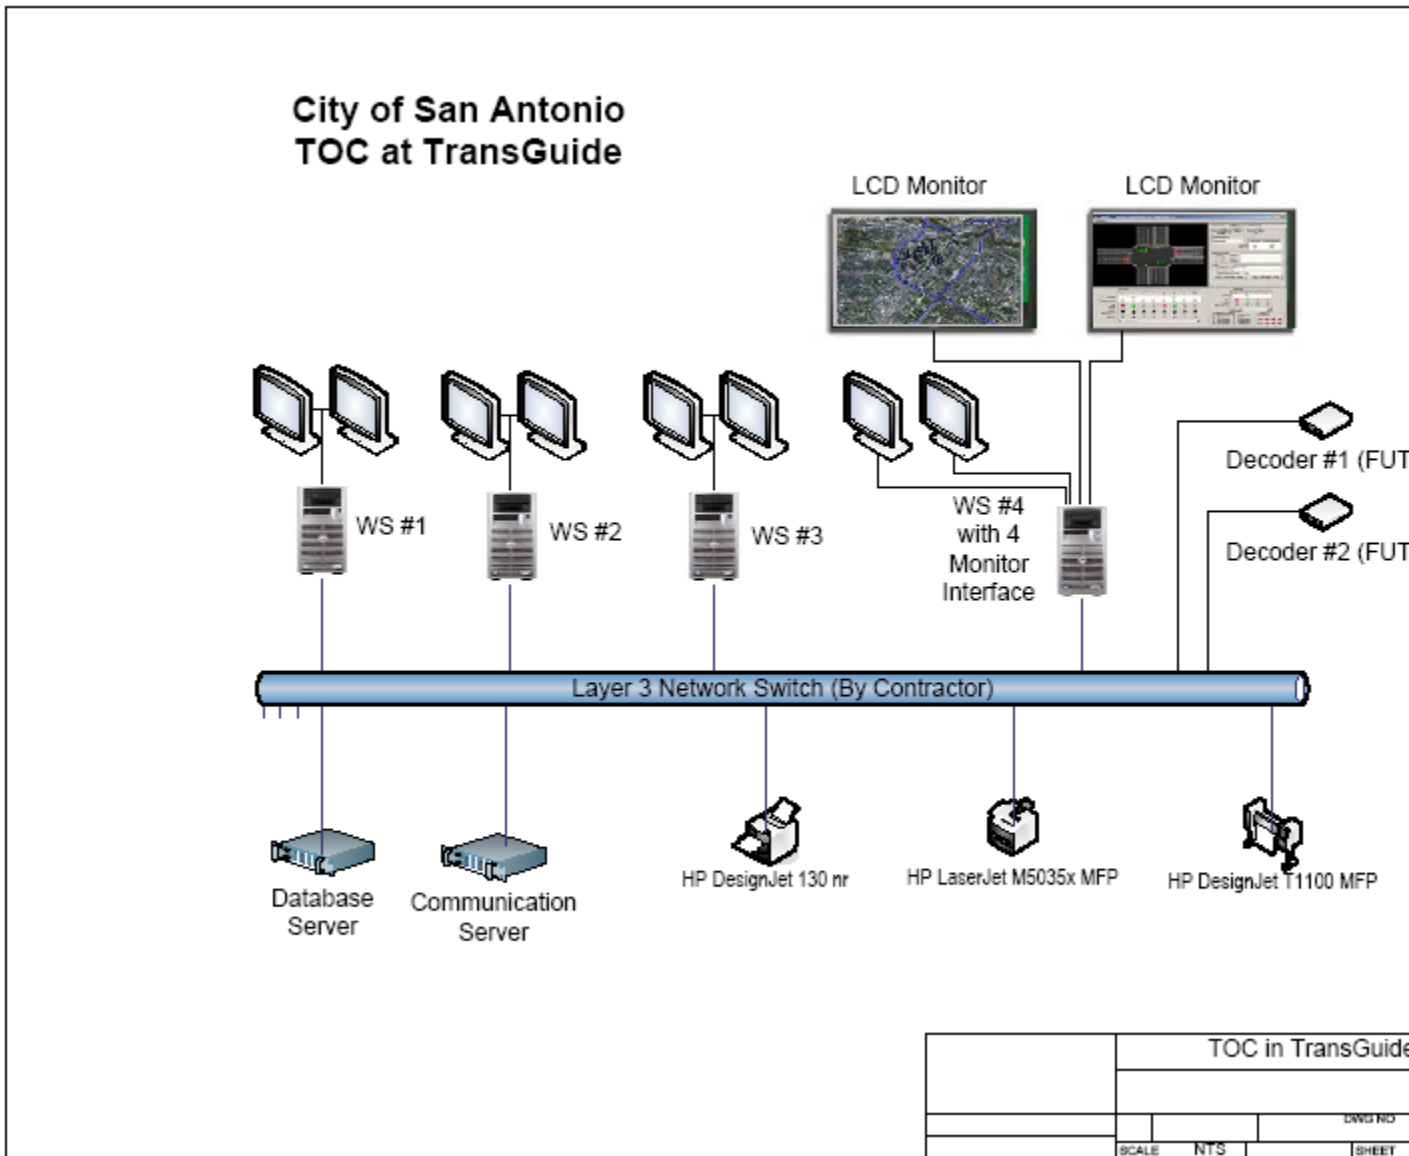 City of San Antonio
TOC at TransGuide
LCD Monitor
LCD Monitor
Decoder #1 (FUT
WS #1
WS #2
WS #3
WS #4
with 4
Monitor
Interface
Decoder #2 (FUT
Layer 3 Network Switch (By Contractor)
Database
Server
Communication
Server
HP DesignJet 130 nr
HP LaserJet M5035x MFP
HP DesignJet T1100 MFP
TOC in TransGuide
DWG NO
SCALE NTS SHEET